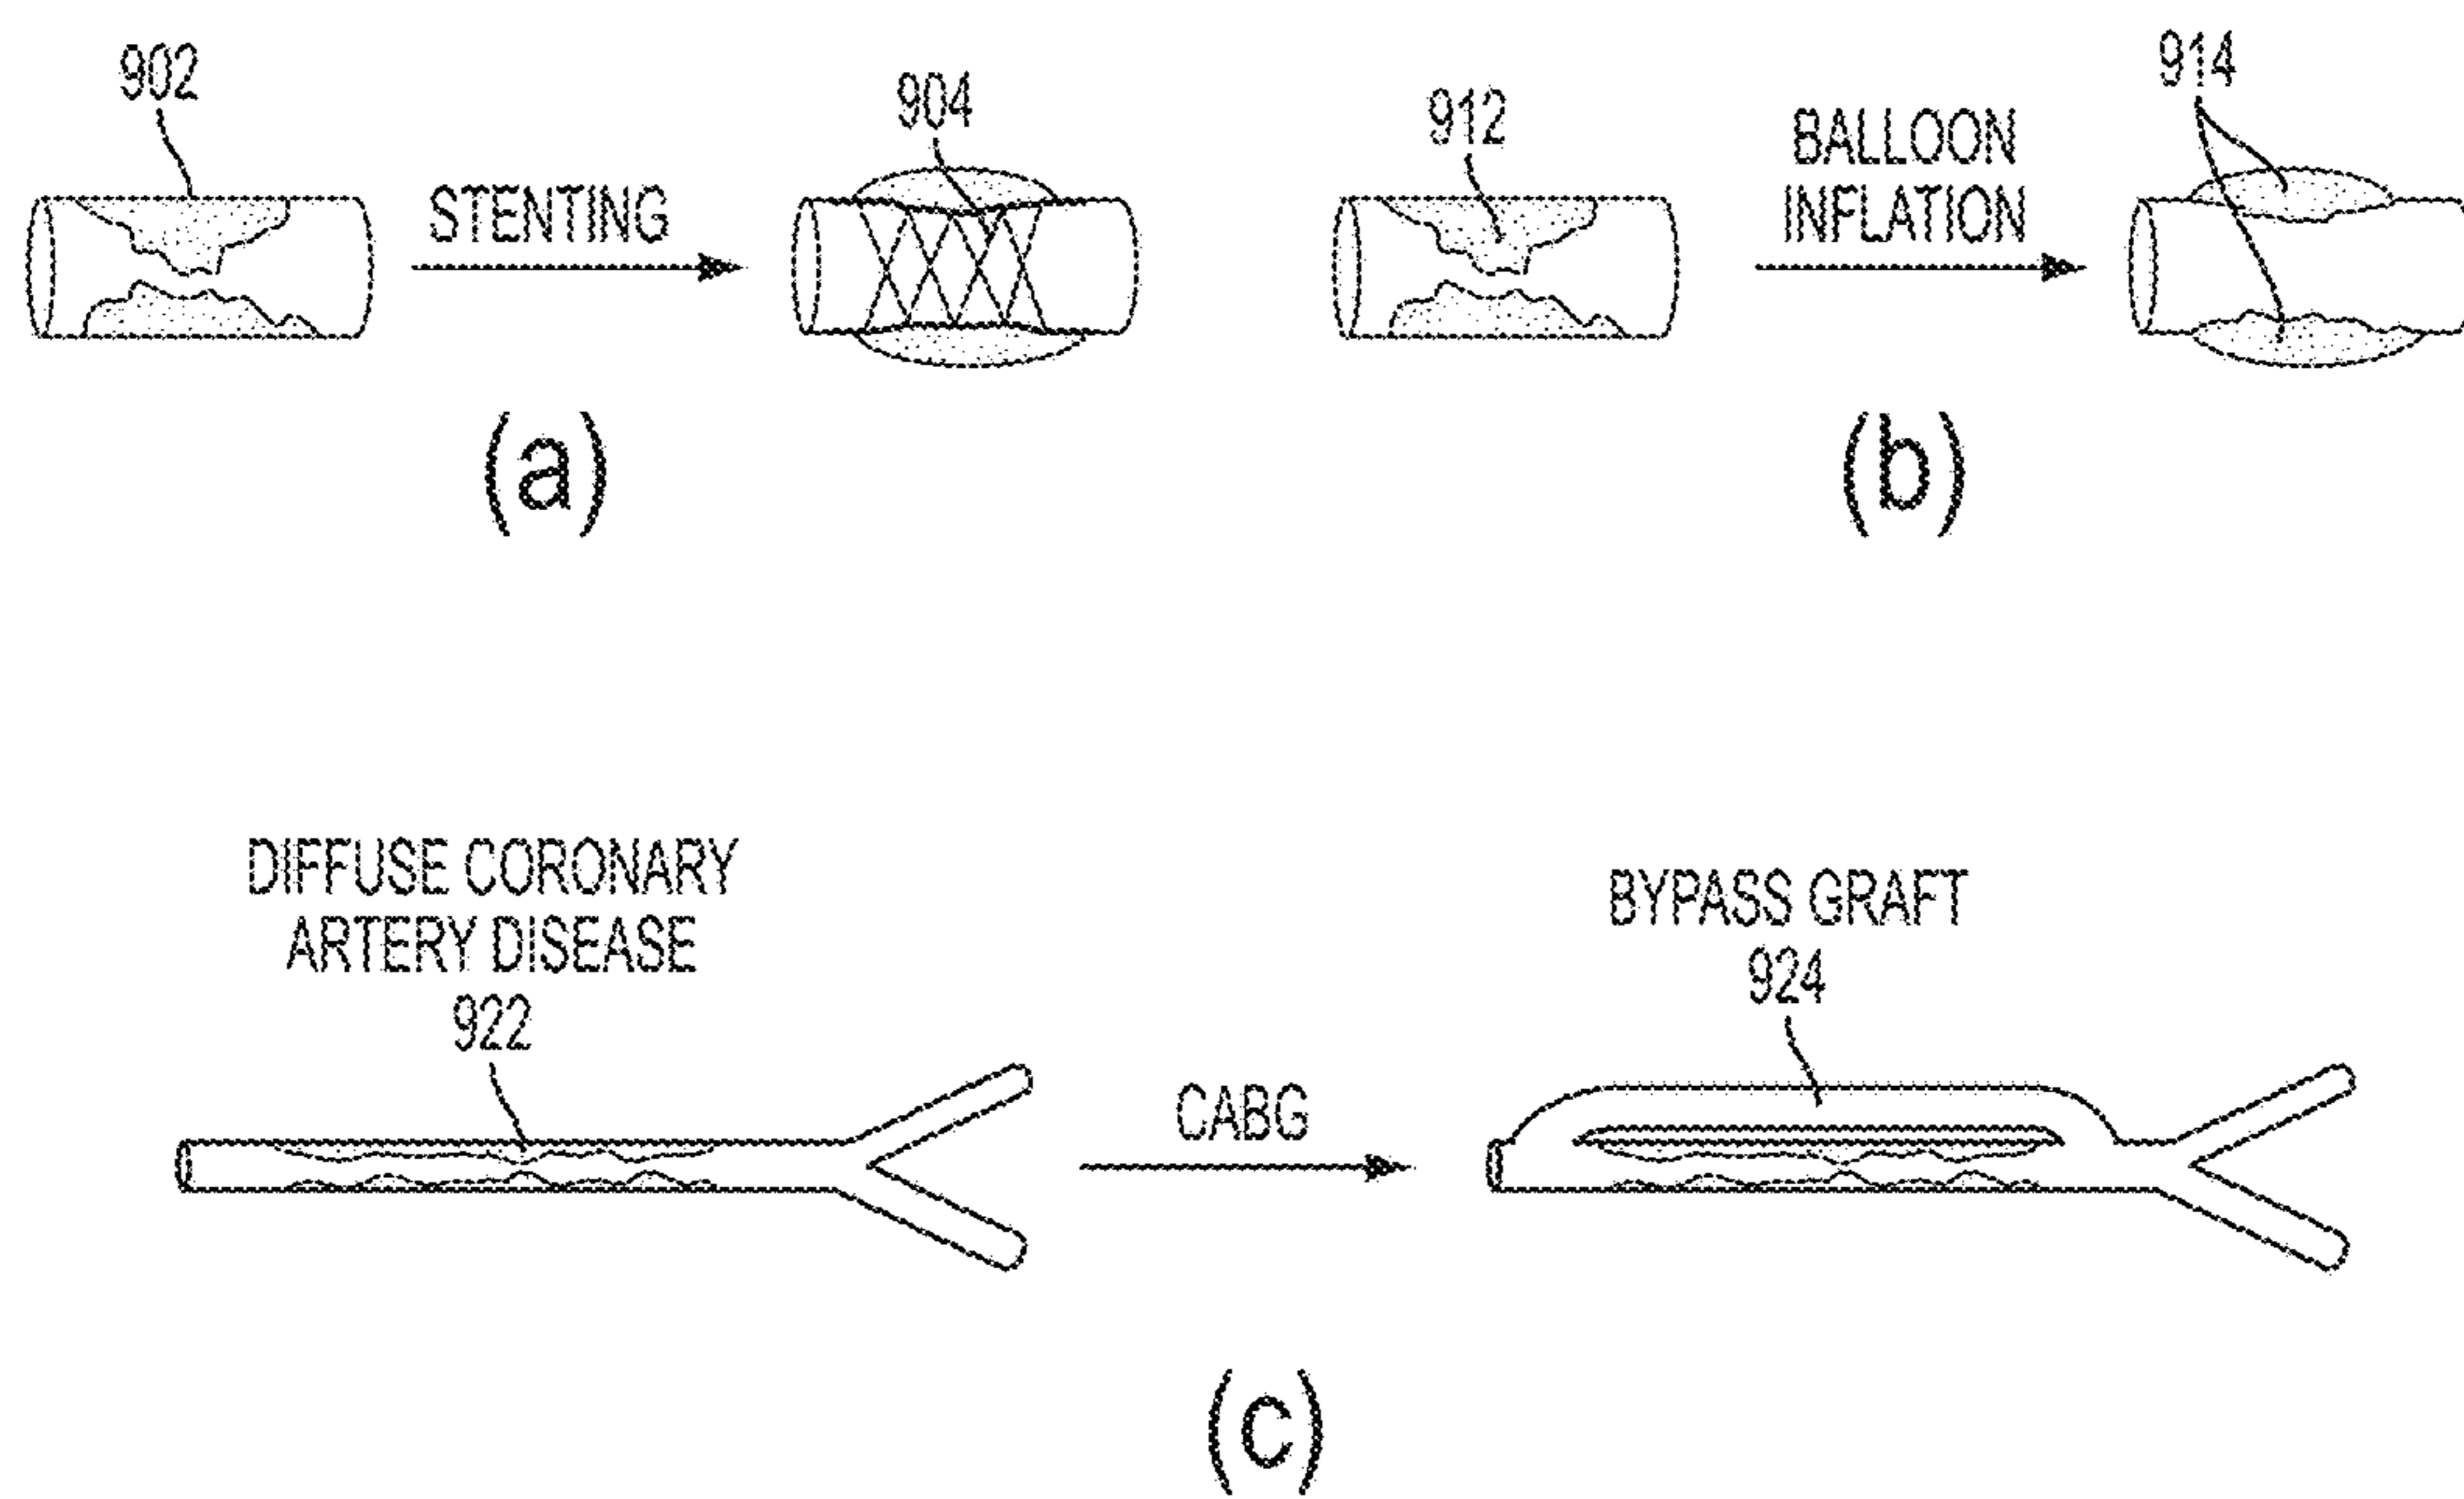 902
STENTING
904
(a)
912
BALLOON
INFLATION
914
(b)
DIFFUSE CORONARY
ARTERY DISEASE
922
CABG
BYPASS GRAFT
924
(c)